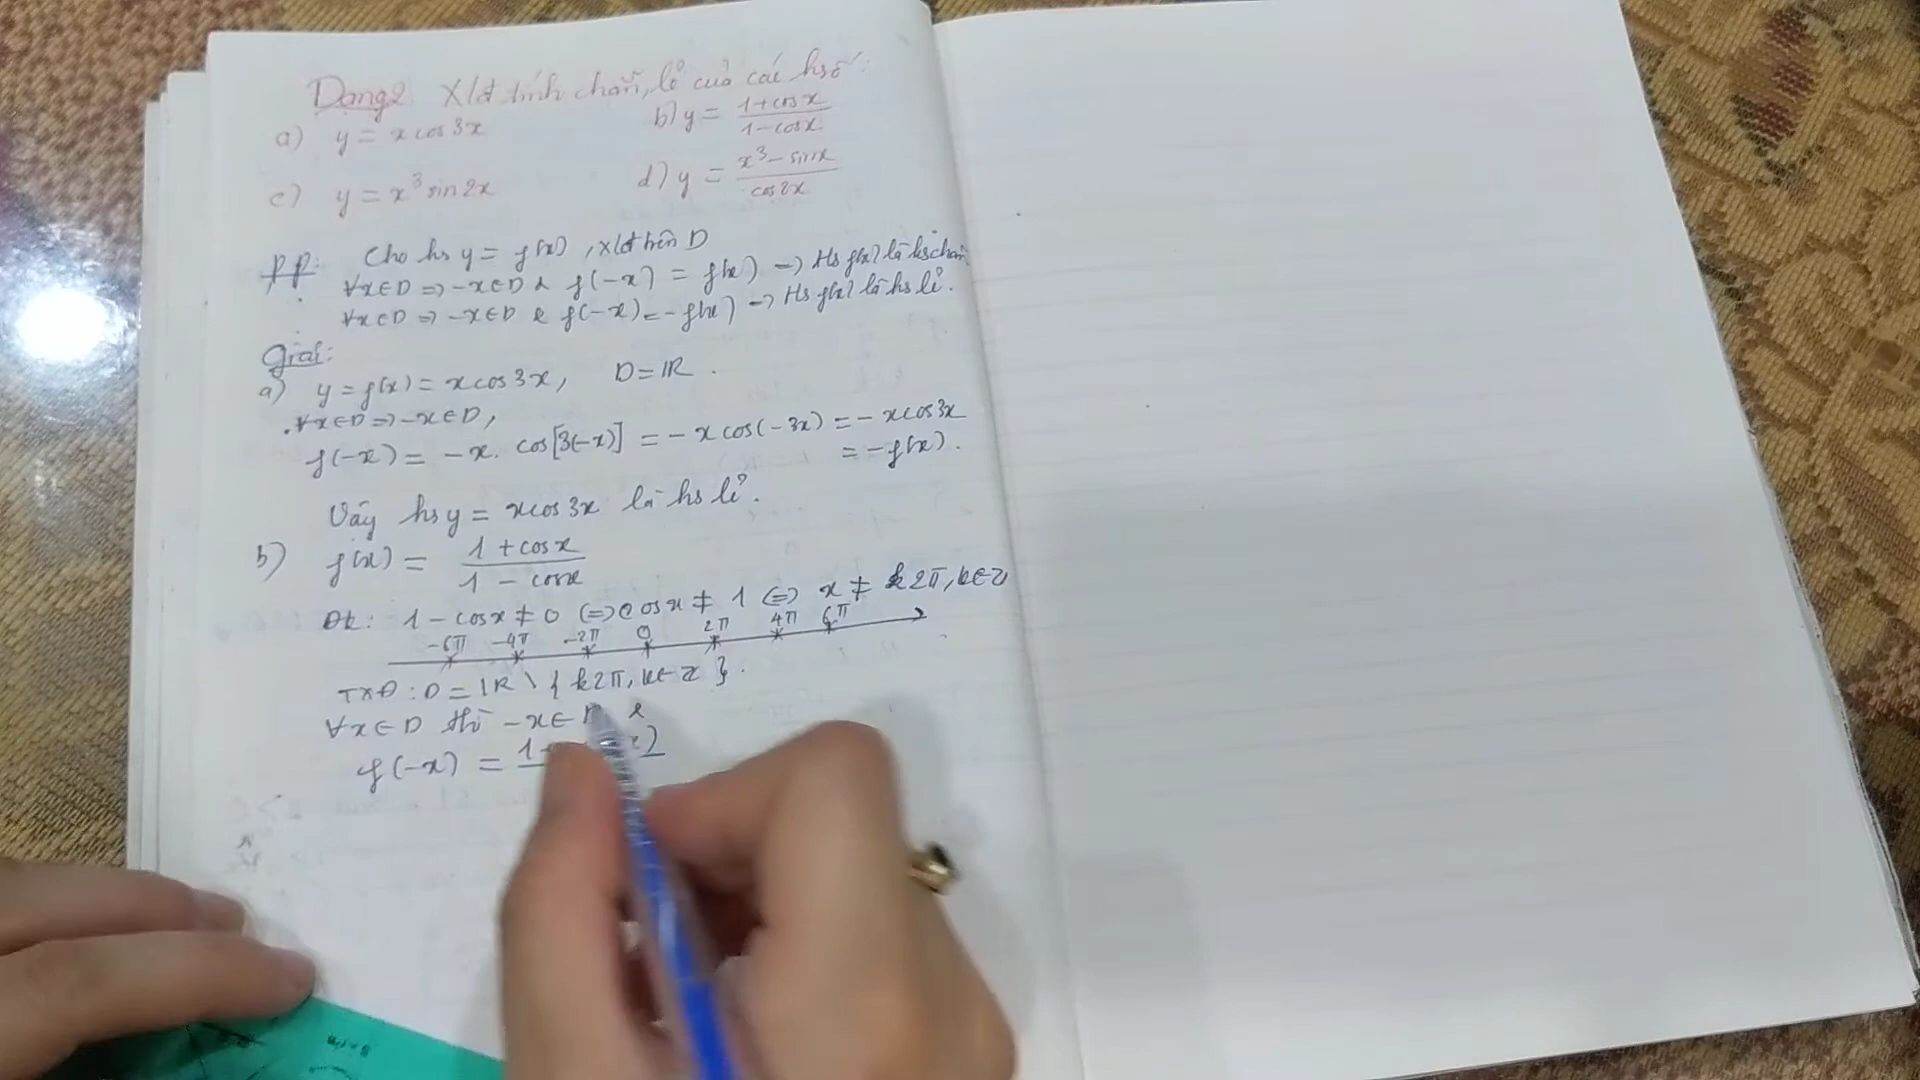 Dạng 2. Xét tính chẵn, lẻ của các hsố:
a) y = x cos 3x
b) y = (1+cos x)/(1-cos x)
c) y = x³ sin 2x
d) y = (x³ - sin x)/(cos 2x)
pp: Cho hs y = f(x), xét trên D
∀x∈D => -x∈D & f(-x) = f(x) -> Hs f(x) là hs chẵn
∀x∈D => -x∈D & f(-x) = -f(x) -> Hs f(x) là hs lẻ.
Giải:
a) y = f(x) = x cos 3x, D = ℝ.
∀x∈D => -x∈D,
f(-x) = -x. cos[3(-x)] = -x cos(-3x) = -x cos 3x
= -f(x).
Vậy hs y = x cos 3x là hs lẻ.
b) f(x) = (1+cos x)/(1-cos x)
Đk: 1 - cos x ≠ 0 <=> cos x ≠ 1 <=> x ≠ k2π, k∈Z
-6π -4π -2π 0 2π 4π 6π
TXĐ: D = ℝ \ { k2π, k∈Z }.
∀x∈D thì -x∈D &
f(-x) = 1+